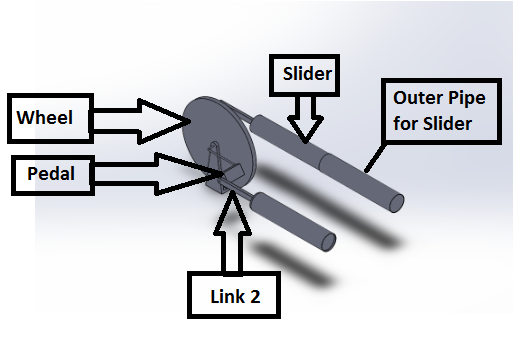 Slider
Outer Pipe
for Slider
Wheel
Pedal
Link 2